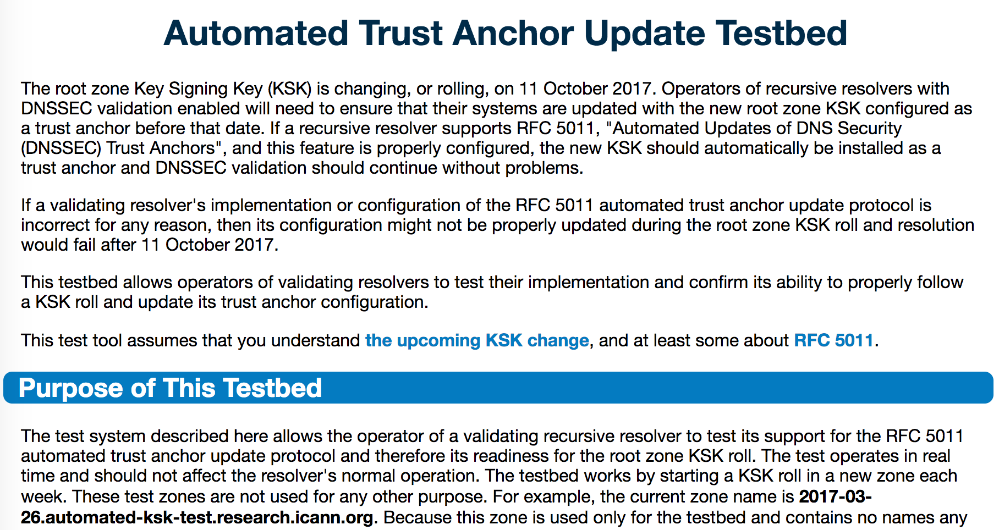 Automated Trust Anchor Update Testbed
The root zone Key Signing Key (KSK) is changing, or rolling, on 11 October 2017. Operators of recursive resolvers with
DNSSEC validation enabled will need to ensure that their systems are updated with the new root zone KSK configured as
a trust anchor before that date. If a recursive resolver supports RFC 5011, "Automated Updates of DNS Security
(DNSSEC) Trust Anchors", and this feature is properly configured, the new KSK should automatically be installed as a
trust anchor and DNSSEC validation should continue without problems.
If a validating resolver's implementation or configuration of the RFC 5011 automated trust anchor update protocol is
incorrect for any reason, then its configuration might not be properly updated during the root zone KSK roll and resolution
would fail after 11 October 2017.
This testbed allows operators of validating resolvers to test their implementation and confirm its ability to properly follow
a KSK roll and update its trust anchor configuration.
This test tool assumes that you understand the upcoming KSK change, and at least some about RFC 5011.
Purpose of This Testbed
The test system described here allows the operator of a validating recursive resolver to test its support for the RFC 5011
automated trust anchor update protocol and therefore its readiness for the root zone KSK roll. The test operates in real
time and should not affect the resolver's normal operation. The testbed works by starting a KSK roll in a new zone each
week. These test zones are not used for any other purpose. For example, the current zone name is 2017-03-
26.automated-ksk-test.research.icann.org. Because this zone is used only for the testbed and contains no names any